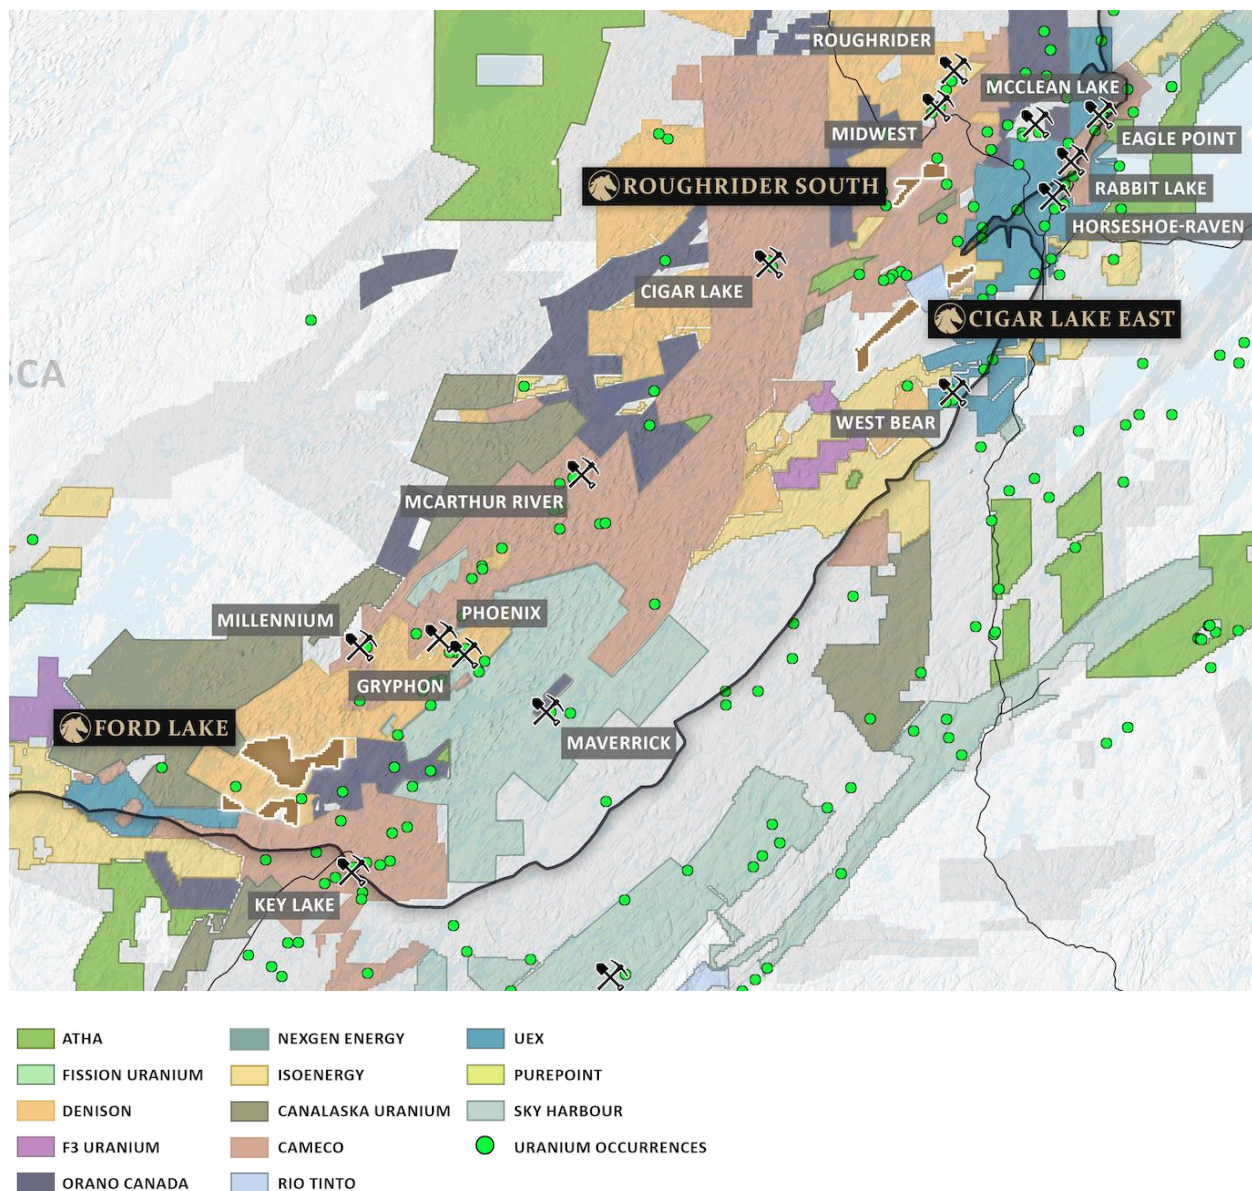 ROUGHRIDER
MCCLEAN LAKE
MIDWEST
EAGLE POINT
ROUGHRIDER SOUTH
RABBIT LAKE
HORSESHOE-RAVEN
CIGAR LAKE
CIGAR LAKE EAST
SCA
WEST BEAR
MCARTHUR RIVER
MILLENNIUM
PHOENIX
GRYPHON
FORD LAKE
MAVERRICK
KEY LAKE
ATHA
FISSION URANIUM
DENISON
F3 URANIUM
ORANO CANADA
NEXGEN ENERGY
ISOENERGY
CANALASKA URANIUM
CAMECO
RIO TINTO
UEX
PUREPOINT
SKY HARBOUR
URANIUM OCCURRENCES